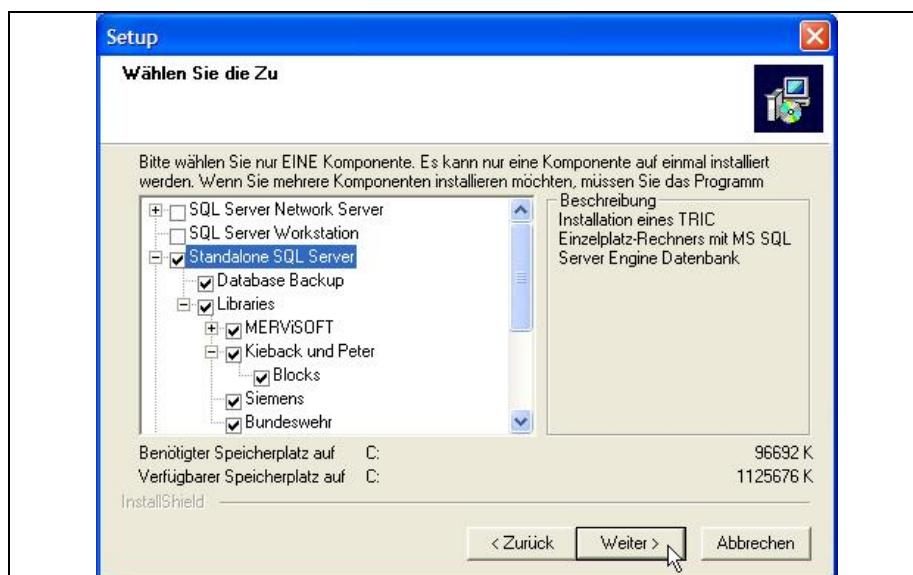 Setup
Wählen Sie die Zu
Bitte wählen Sie nur EINE Komponente. Es kann nur eine Komponente auf einmal installiert
werden. Wenn Sie mehrere Komponenten installieren möchten, müssen Sie das Programm
SQL Server Network Server
SQL Server Workstation
Standalone SQL Server
Database Backup
Libraries
MERViSOFT
Kieback und Peter
Blocks
Siemens
Bundeswehr
Beschreibung
Installation eines TRIC
Einzelplatz-Rechners mit MS SQL
Server Engine Datenbank
Benötigter Speicherplatz auf C: 96692 K
Verfügbarer Speicherplatz auf C: 1125676 K
InstallShield
< Zurück Weiter > Abbrechen